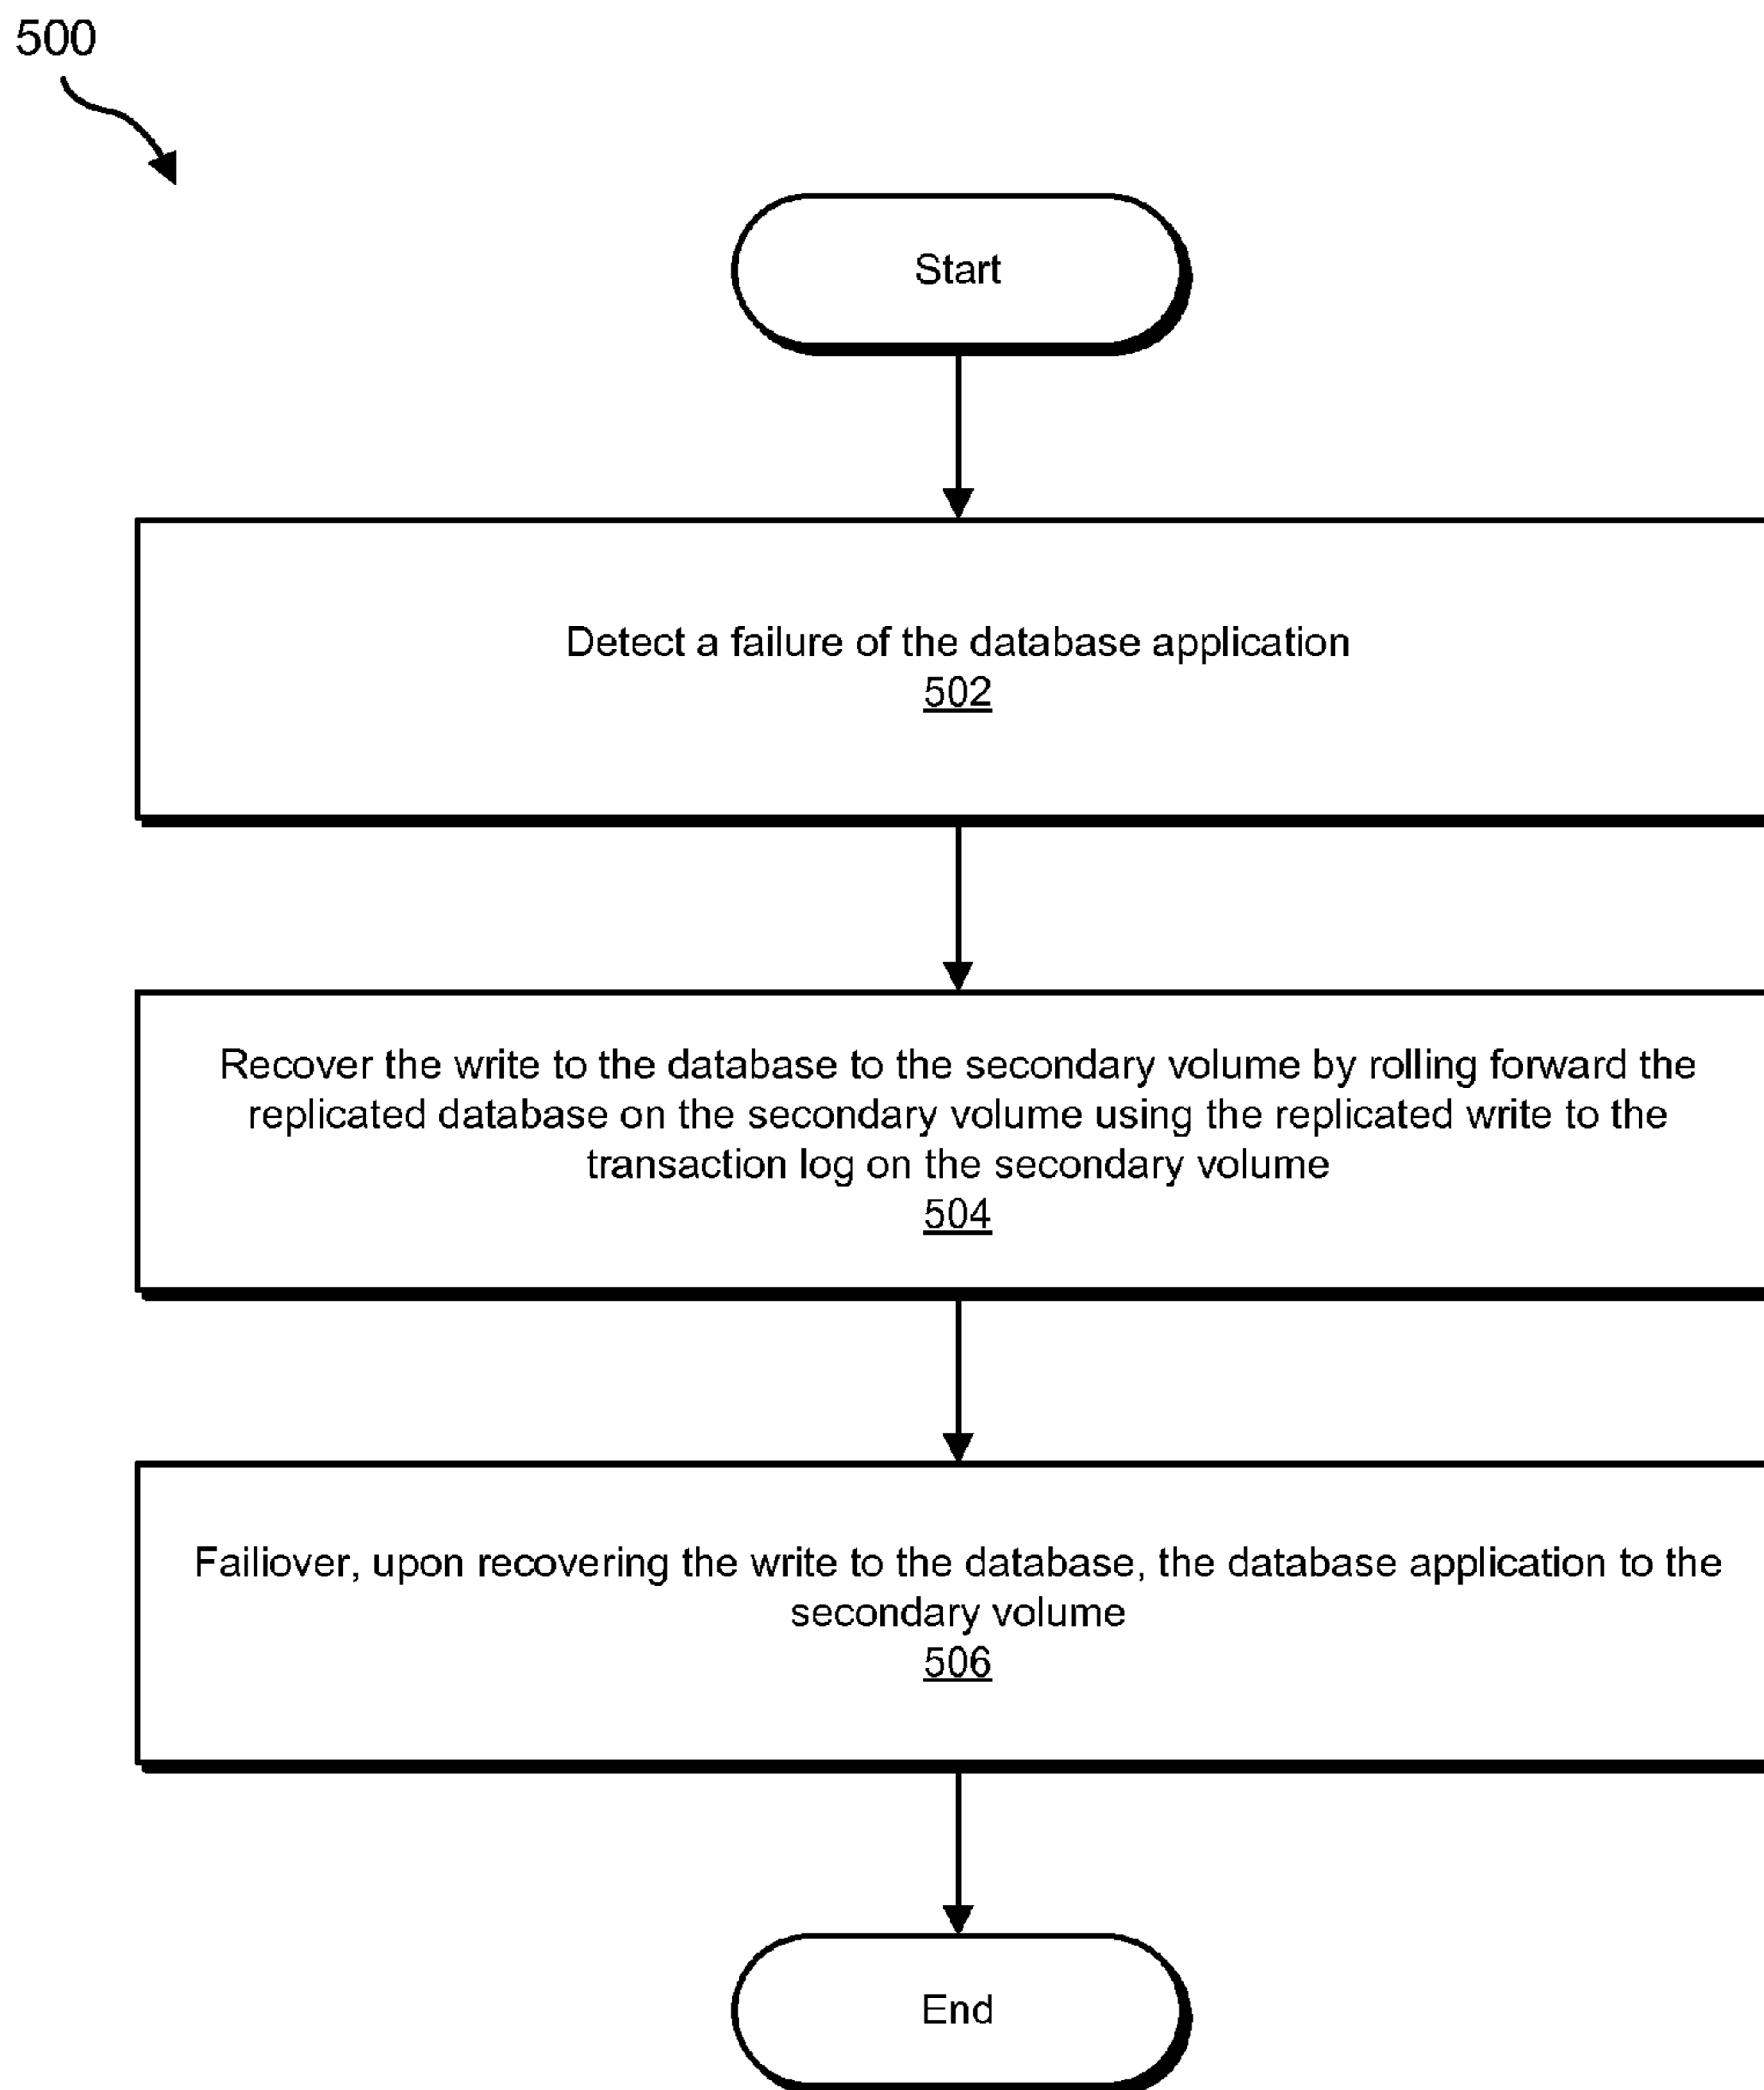 500
Start
Detect a failure of the database application
502
Recover the write to the database to the secondary volume by rolling forward the
replicated database on the secondary volume using the replicated write to the
transaction log on the secondary volume
504
Failiover, upon recovering the write to the database, the database application to the
secondary volume
506
End